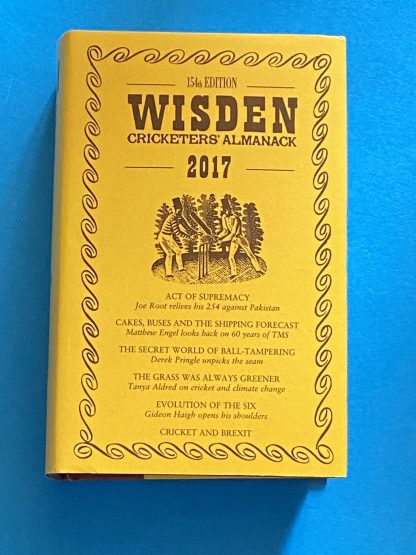 154th EDITION
WISDEN
CRICKETERS' ALMANACK
2017
ACT OF SUPREMACY
Joe Root relives his 254 against Pakistan
CAKES, BUSES AND THE SHIPPING FORECAST
Matthew Engel looks back on 60 years of TMS
THE SECRET WORLD OF BALL-TAMPERING
Derek Pringle unpicks the seam
THE GRASS WAS ALWAYS GREENER
Tanya Aldred on cricket and climate change
EVOLUTION OF THE SIX
Gideon Haigh opens his shoulders
CRICKET AND BREXIT